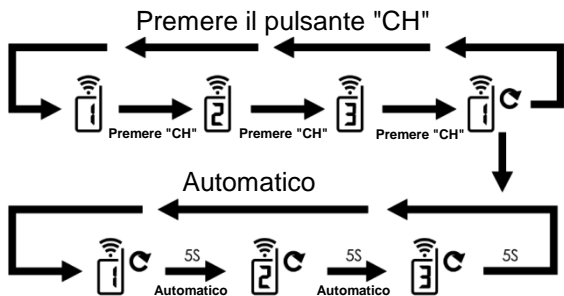 Premere il pulsante "CH"
1 2 3 1
Premere "CH" Premere "CH" Premere "CH"
Automatico
5S 5S 5S
1 2 3
Automatico Automatico